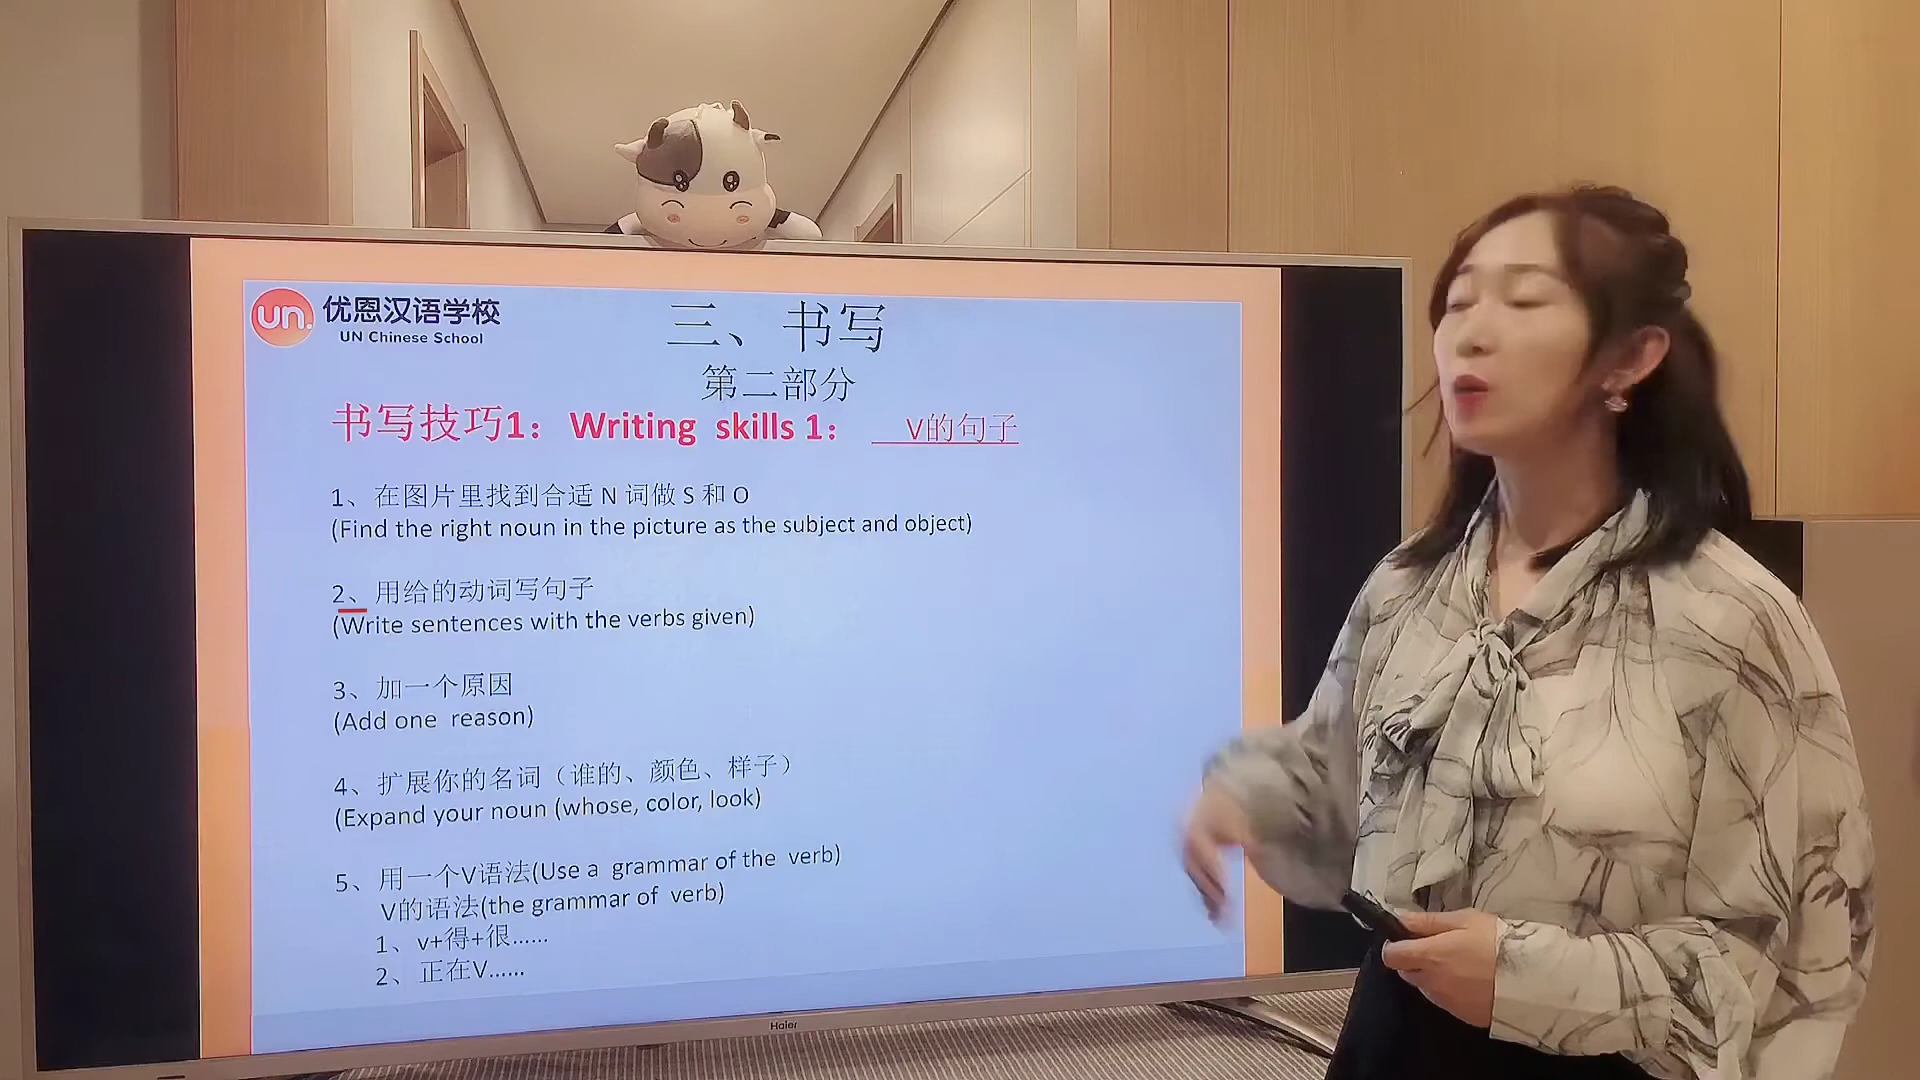 un.
优恩汉语学校
UN Chinese School
三、书写
第二部分
书写技巧1： Writing skills 1： V的句子
1、在图片里找到合适 N 词做 S 和 O
(Find the right noun in the picture as the subject and object)
2、用给的动词写句子
(Write sentences with the verbs given)
3、加一个原因
(Add one reason)
4、扩展你的名词（谁的、颜色、样子）
(Expand your noun (whose, color, look)
5、用一个V语法(Use a grammar of the verb)
V的语法(the grammar of verb)
1、v+得+很……
2、正在V……
Haier